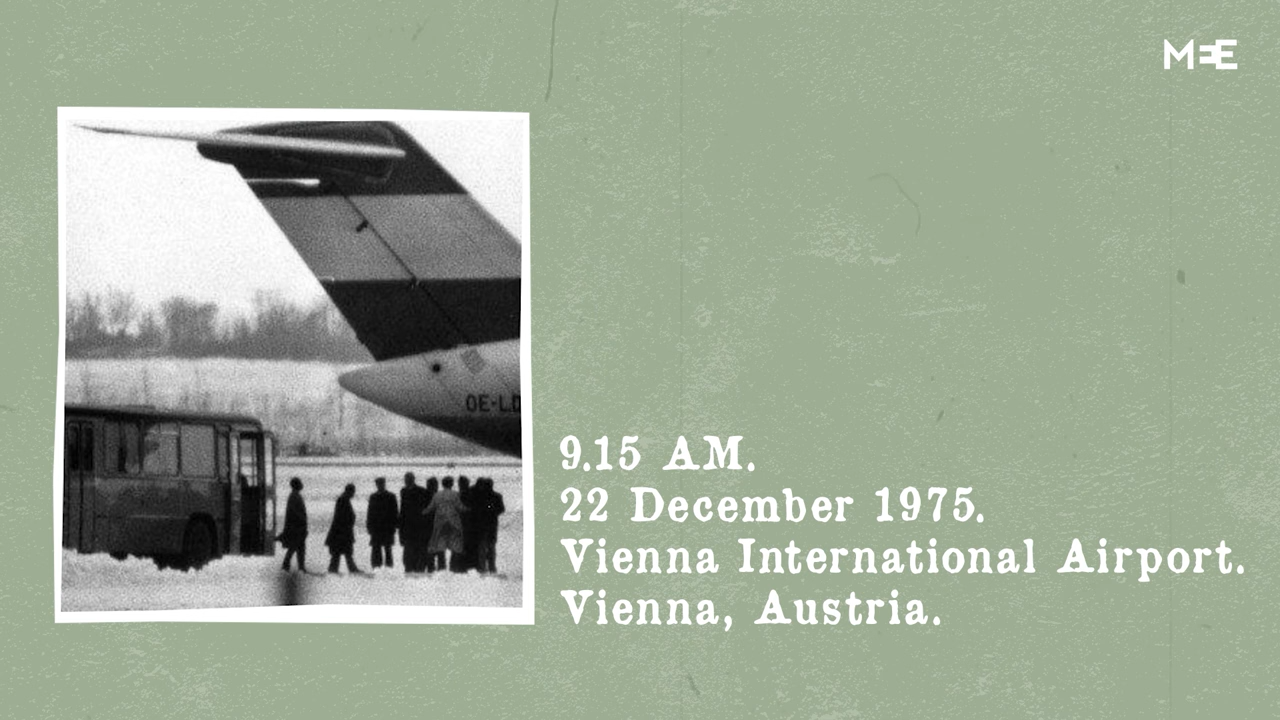 MEE
OE-LD
9.15 AM.
22 December 1975.
Vienna International Airport.
Vienna, Austria.